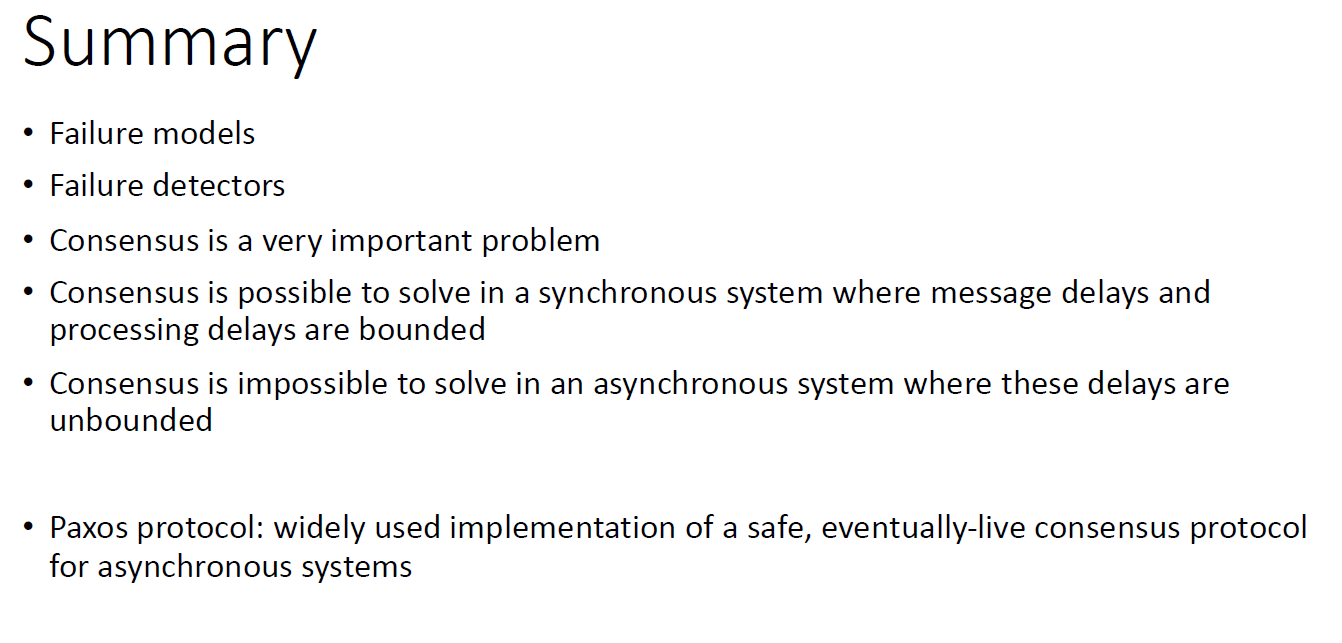 Summary
• Failure models
• Failure detectors
• Consensus is a very important problem
• Consensus is possible to solve in a synchronous system where message delays and
processing delays are bounded
• Consensus is impossible to solve in an asynchronous system where these delays are
unbounded
• Paxos protocol: widely used implementation of a safe, eventually-live consensus protocol
for asynchronous systems